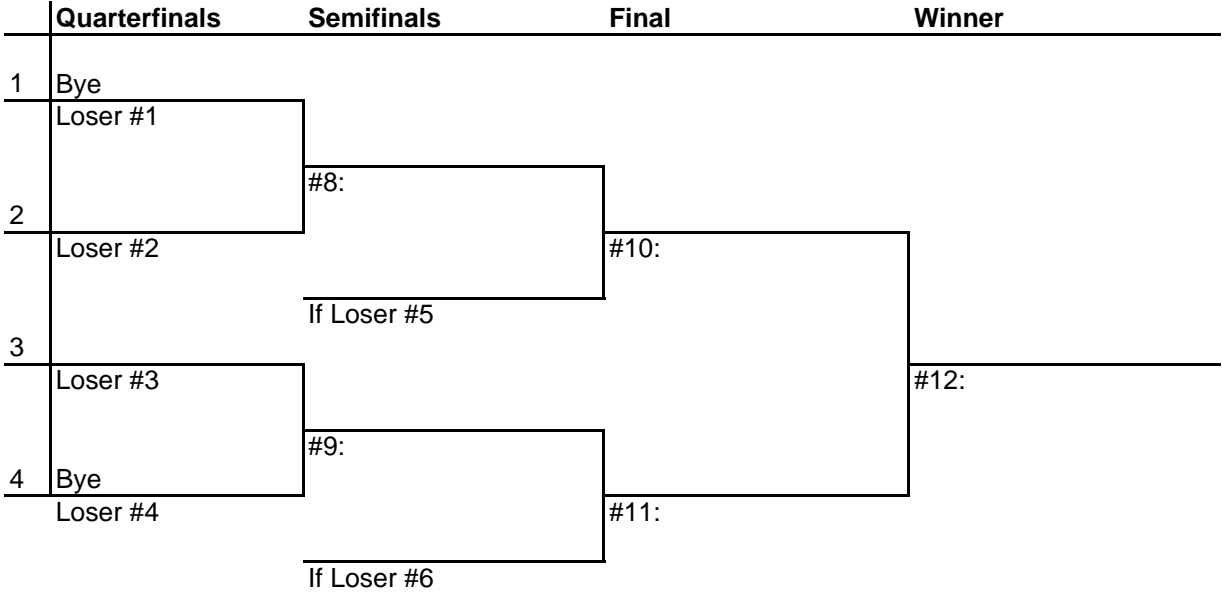 Quarterfinals Semifinals Final Winner
1 Bye
Loser #1
#8:
2
Loser #2 #10:
If Loser #5
3
Loser #3 #12:
#9:
4 Bye
Loser #4 #11:
If Loser #6